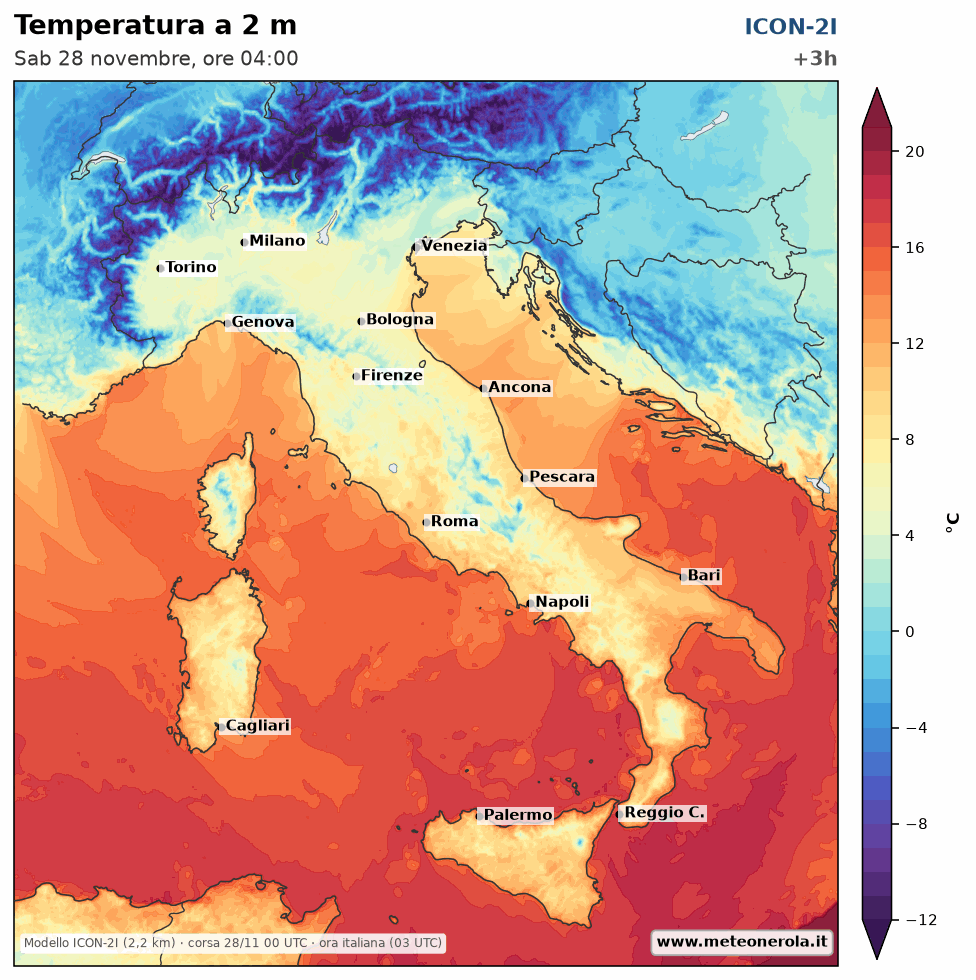 Temperatura a 2 m
ICON-2I
Sab 28 novembre, ore 04:00
+3h
20
16
12
8
4
0
−4
−8
−12
°C
Milano
Venezia
Torino
Genova
Bologna
Firenze
Ancona
Pescara
Roma
Bari
Napoli
Cagliari
Palermo
Reggio C.
Modello ICON-2I (2,2 km) · corsa 28/11 00 UTC · ora italiana (03 UTC)
www.meteonerola.it